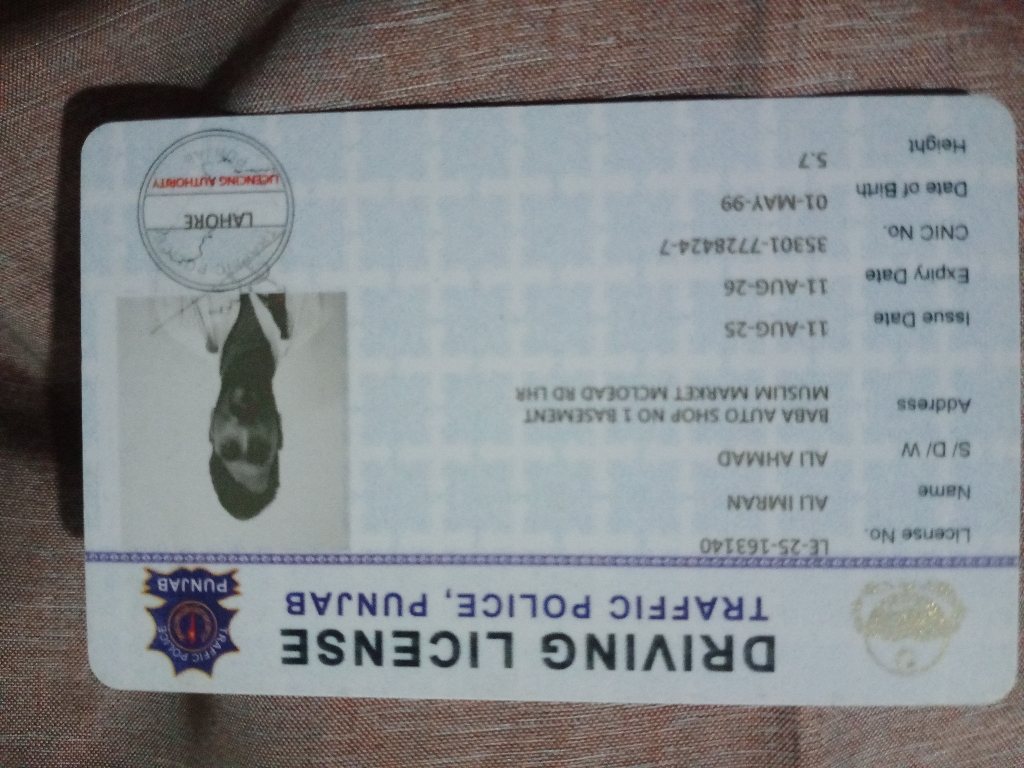 DRIVING LICENSE
TRAFFIC POLICE, PUNJAB
TRAFFIC POLICE
PUNJAB
License No. LE-25-163140
Name ALI IMRAN
S/ D/ W ALI AHMAD
Address BABA AUTO SHOP NO 1 BASEMENT
MUSLIM MARKET MCLOEAD RD LHR
Issue Date 11-AUG-25
Expiry Date 11-AUG-26
CNIC No. 35301-7728424-7
Date of Birth 01-MAY-99
Height 5.7
LAHORE
LICENCING AUTHORITY
PUNJAB